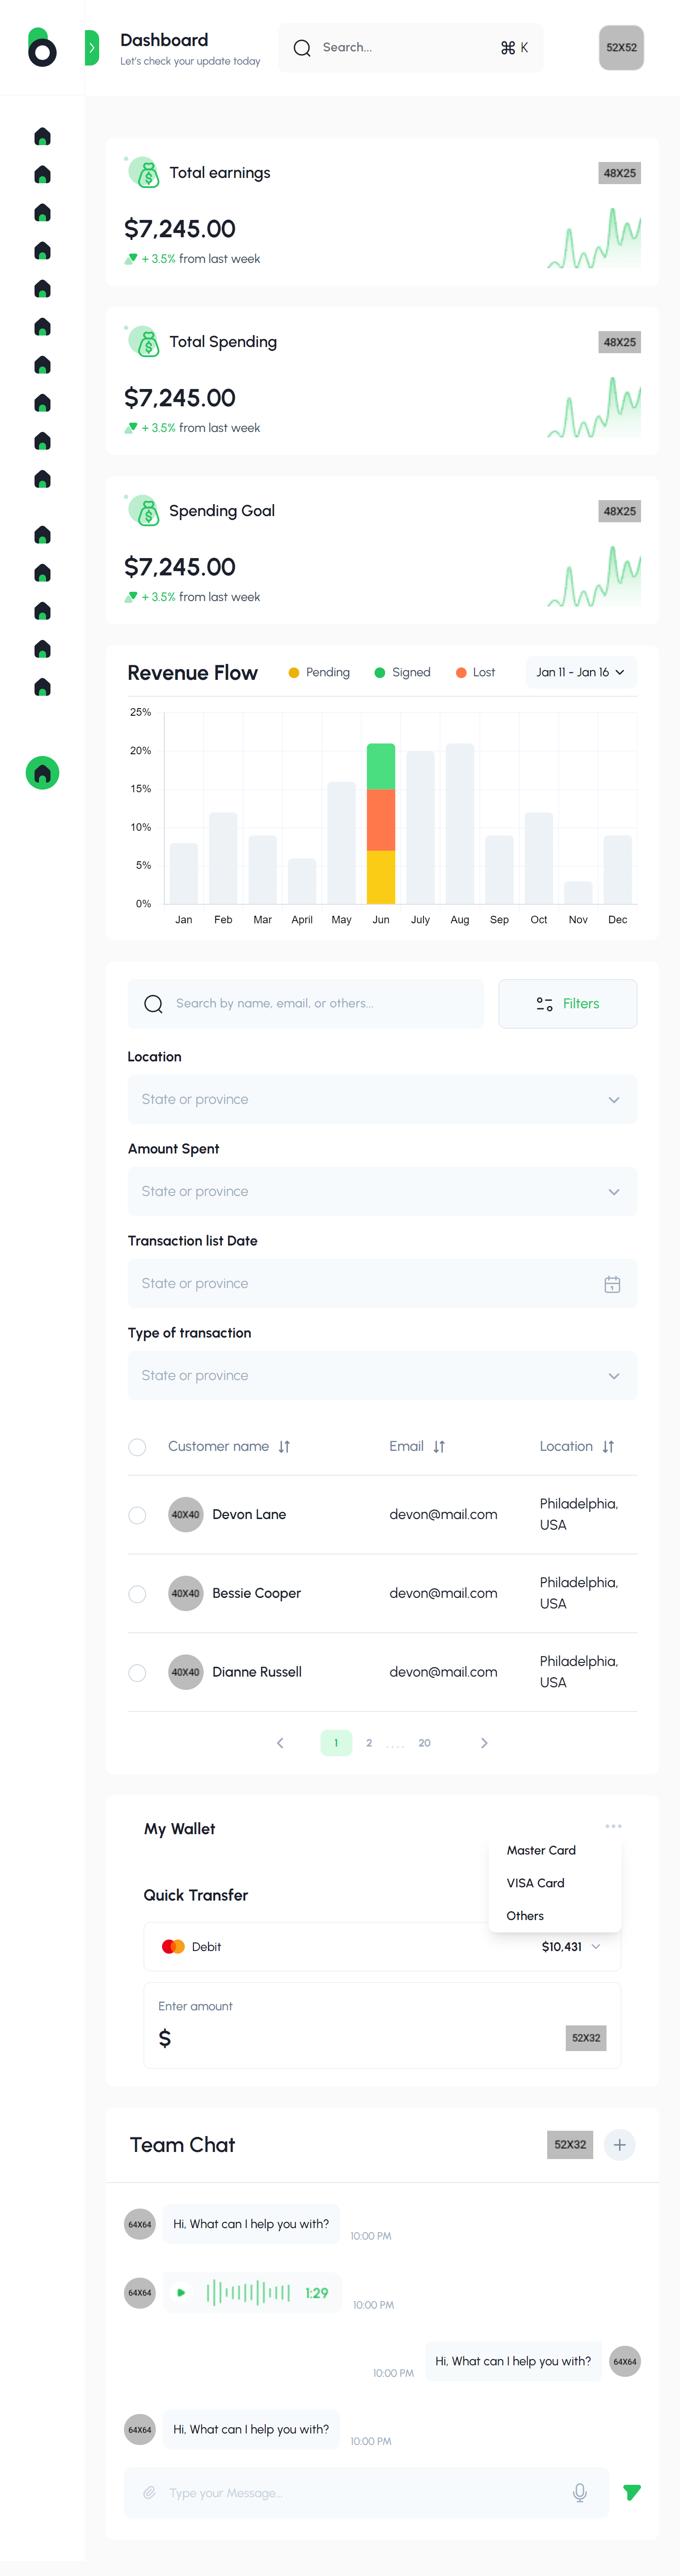 Dashboard
Let's check your update today
Search...
⌘ K
52X52
Total earnings
48X25
$7,245.00
+ 3.5% from last week
Total Spending
48X25
$7,245.00
+ 3.5% from last week
Spending Goal
48X25
$7,245.00
+ 3.5% from last week
Revenue Flow
Pending
Signed
Lost
Jan 11 - Jan 16
25%
20%
15%
10%
5%
0%
Jan Feb Mar April May Jun July Aug Sep Oct Nov Dec
Search by name, email, or others...
Filters
Location
State or province
Amount Spent
State or province
Transaction list Date
State or province
Type of transaction
State or province
Customer name Email Location
40X40 Devon Lane devon@mail.com Philadelphia,
USA
40X40 Bessie Cooper devon@mail.com Philadelphia,
USA
40X40 Dianne Russell devon@mail.com Philadelphia,
USA
1 2 .... 20
My Wallet
Master Card
VISA Card
Others
Quick Transfer
Debit $10,431
Enter amount
$
52X32
Team Chat
52X32
64X64 Hi, What can I help you with? 10:00 PM
64X64 1:29 10:00 PM
10:00 PM Hi, What can I help you with? 64X64
64X64 Hi, What can I help you with? 10:00 PM
Type your Message...